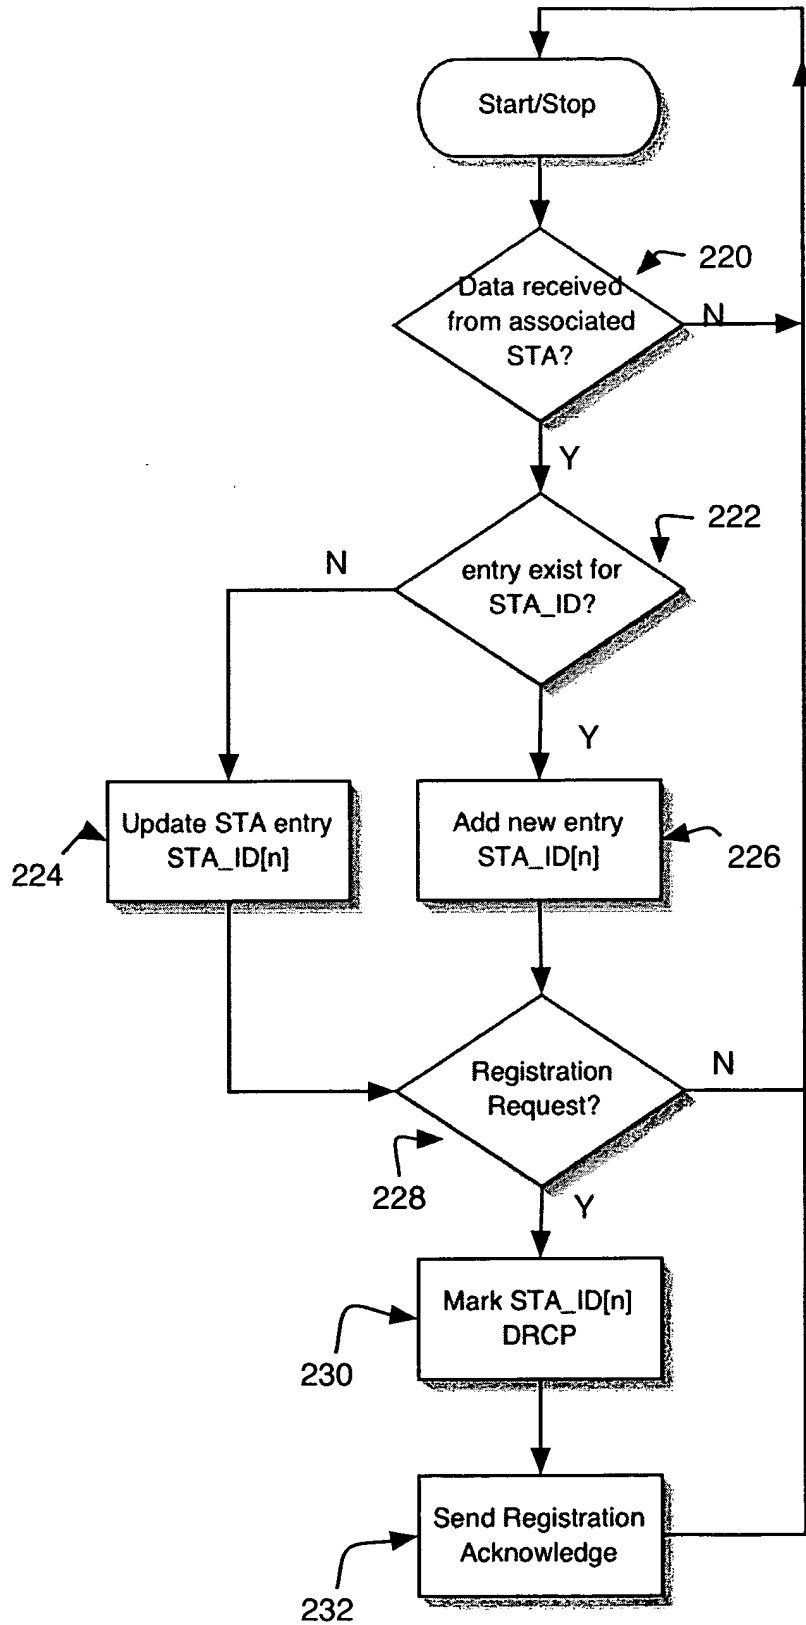 Start/Stop
220
Data received
from associated
STA?
N
Y
222
N
entry exist for
STA_ID?
Y
Update STA entry
STA_ID[n]
224
Add new entry
STA_ID[n]
226
Registration
Request?
N
228
Y
Mark STA_ID[n]
DRCP
230
Send Registration
Acknowledge
232